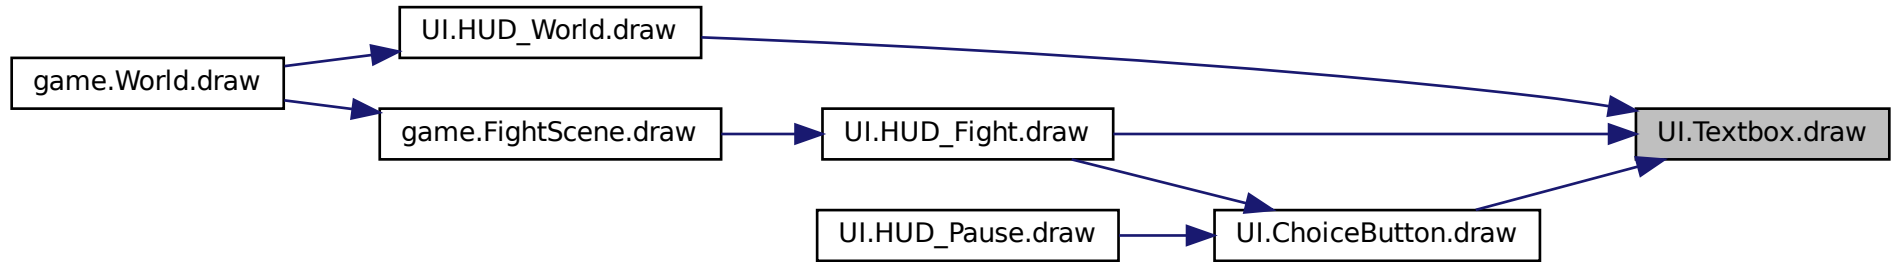 UI.HUD_World.draw
game.World.draw
game.FightScene.draw
UI.HUD_Fight.draw
UI.Textbox.draw
UI.HUD_Pause.draw
UI.ChoiceButton.draw